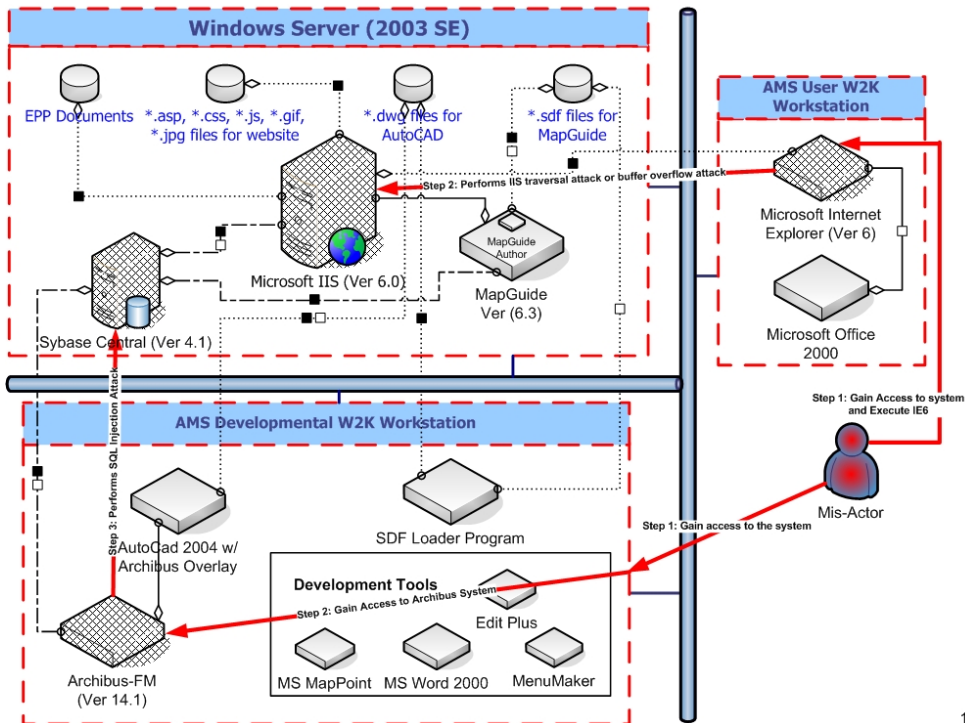 Windows Server (2003 SE)
EPP Documents
*.asp, *.css, *.js, *.gif,
*.jpg files for website
*.dwg files for
AutoCAD
*.sdf files for
MapGuide
AMS User W2K
Workstation
Step 2: Performs IIS traversal attack or buffer overflow attack
Microsoft Internet
Explorer (Ver 6)
MapGuide
Author
Microsoft IIS (Ver 6.0)
MapGuide
Ver (6.3)
Sybase Central (Ver 4.1)
Microsoft Office
2000
Step 1: Gain Access to system
and Execute IE6
AMS Developmental W2K Workstation
Step 3: Performs SQL Injection Attack
Mis-Actor
Step 1: Gain access to the system
AutoCad 2004 w/
Archibus Overlay
SDF Loader Program
Development Tools
Step 2: Gain Access to Archibus System
Edit Plus
Archibus-FM
(Ver 14.1)
MS MapPoint
MS Word 2000
MenuMaker
1